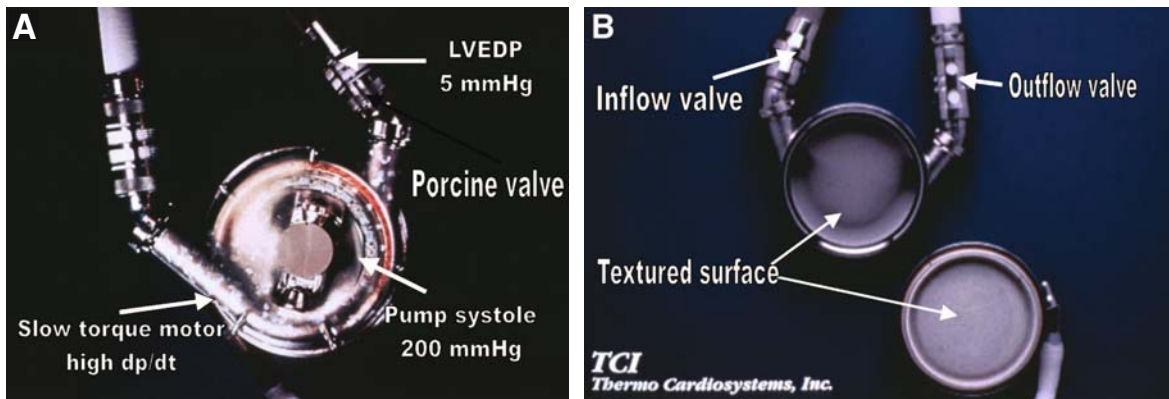 A
LVEDP
5 mmHg
Porcine valve
Slow torque motor
high dp/dt
Pump systole
200 mmHg
B
Inflow valve
Outflow valve
Textured surface
TCI
Thermo Cardiosystems, Inc.